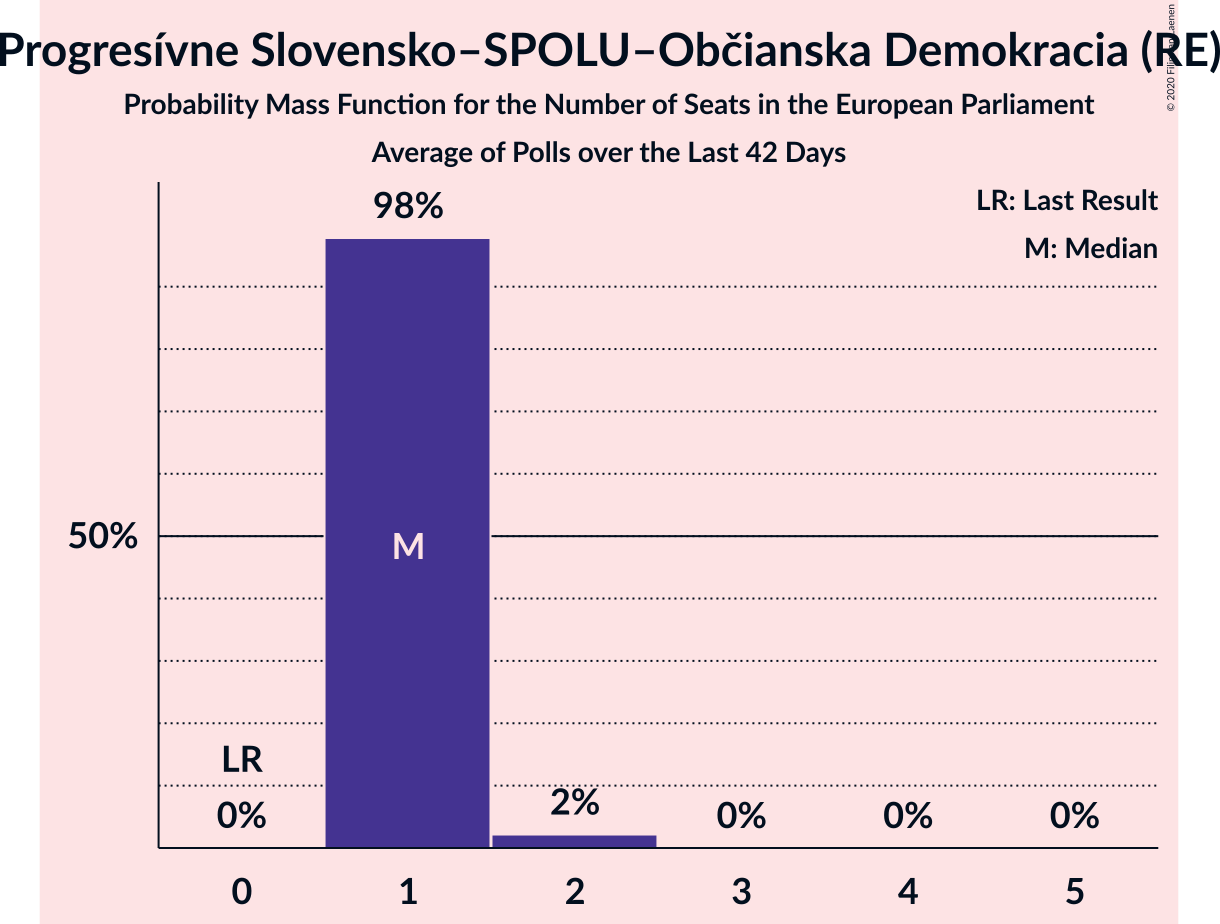 Progresívne Slovensko–SPOLU–Občianska Demokracia (RE)
Probability Mass Function for the Number of Seats in the European Parliament
Average of Polls over the Last 42 Days
© 2020
LR: Last Result
M: Median
98%
50%
M
LR
0%
2%
0%
0%
0%
0
1
2
3
4
5